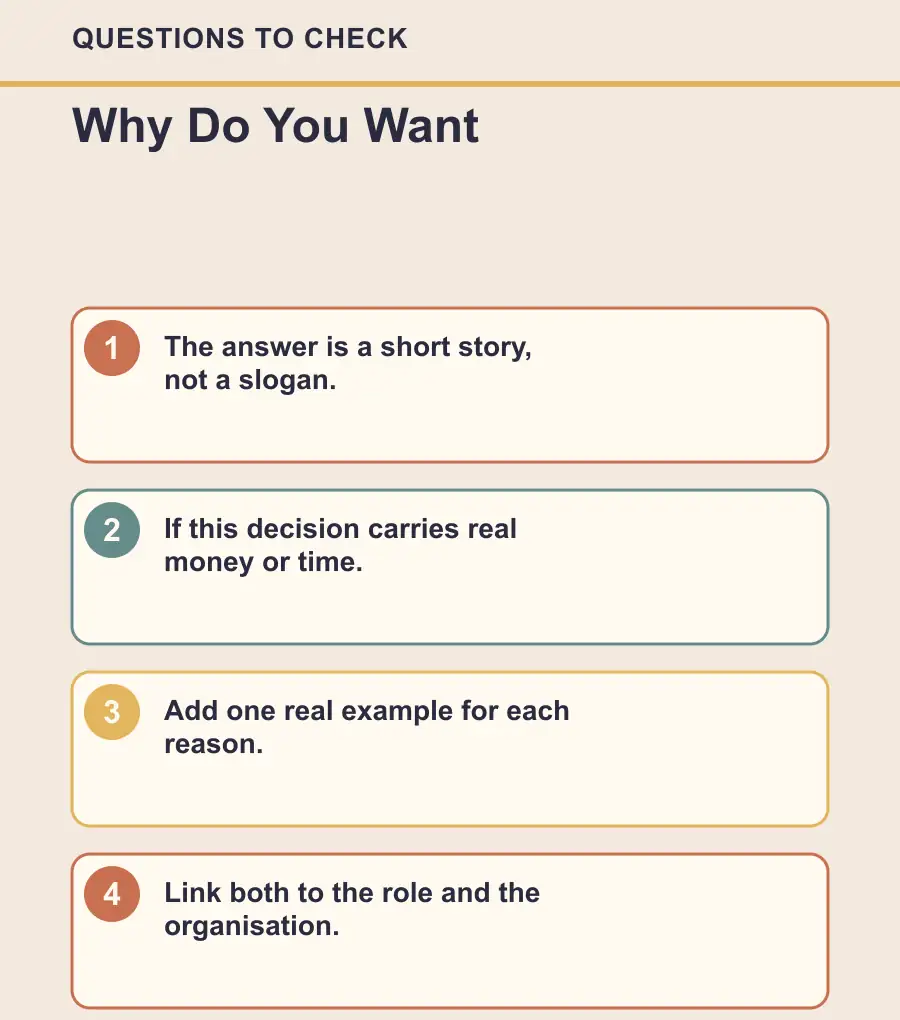 QUESTIONS TO CHECK
Why Do You Want
1
The answer is a short story,
not a slogan.
2
If this decision carries real
money or time.
3
Add one real example for each
reason.
4
Link both to the role and the
organisation.